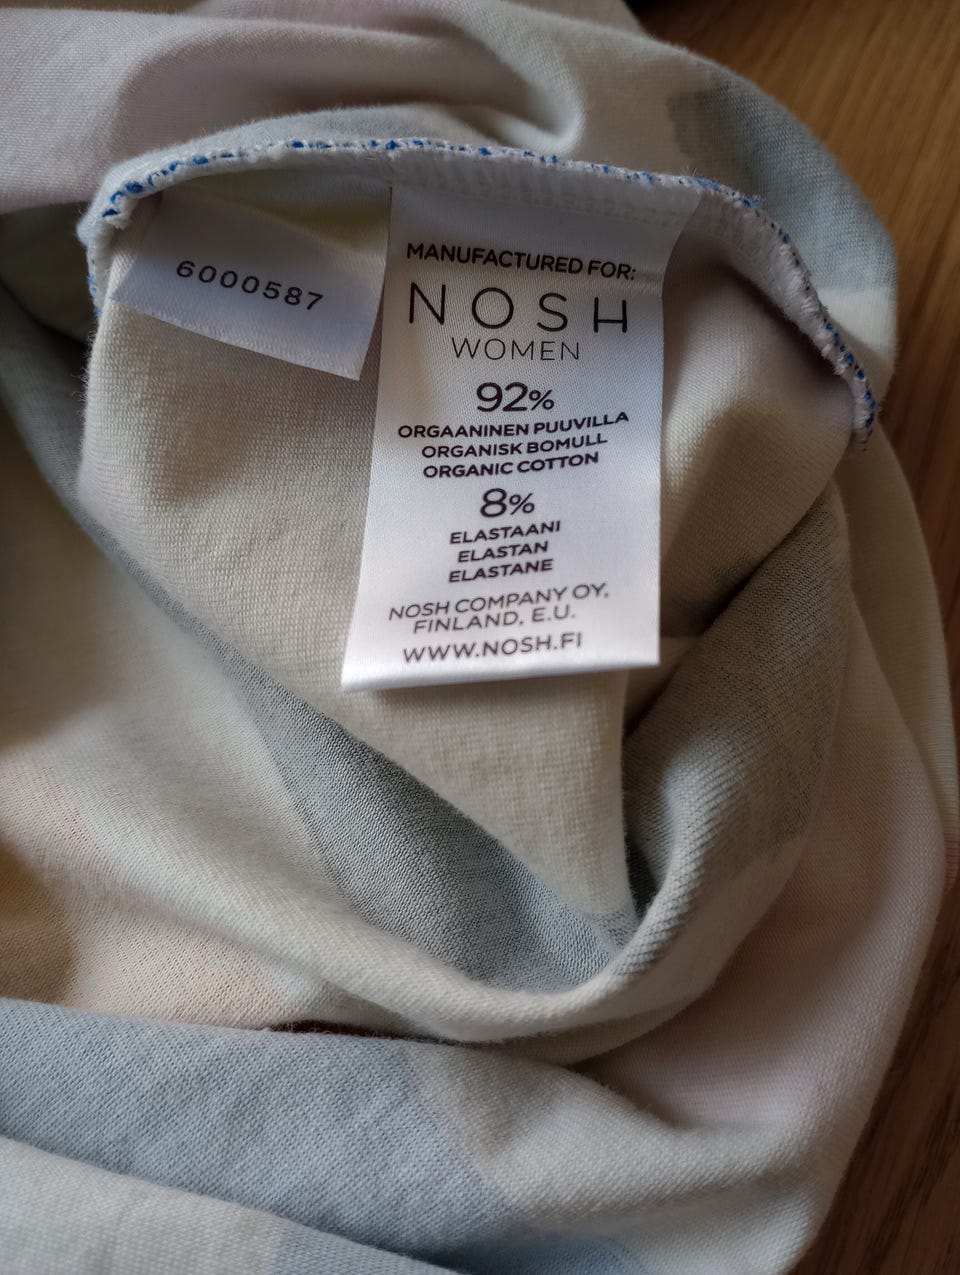 6000587
MANUFACTURED FOR:
NOSH
WOMEN
92%
ORGAANINEN PUUVILLA
ORGANISK BOMULL
ORGANIC COTTON
8%
ELASTAANI
ELASTAN
ELASTANE
NOSH COMPANY OY,
FINLAND, E.U.
WWW.NOSH.FI